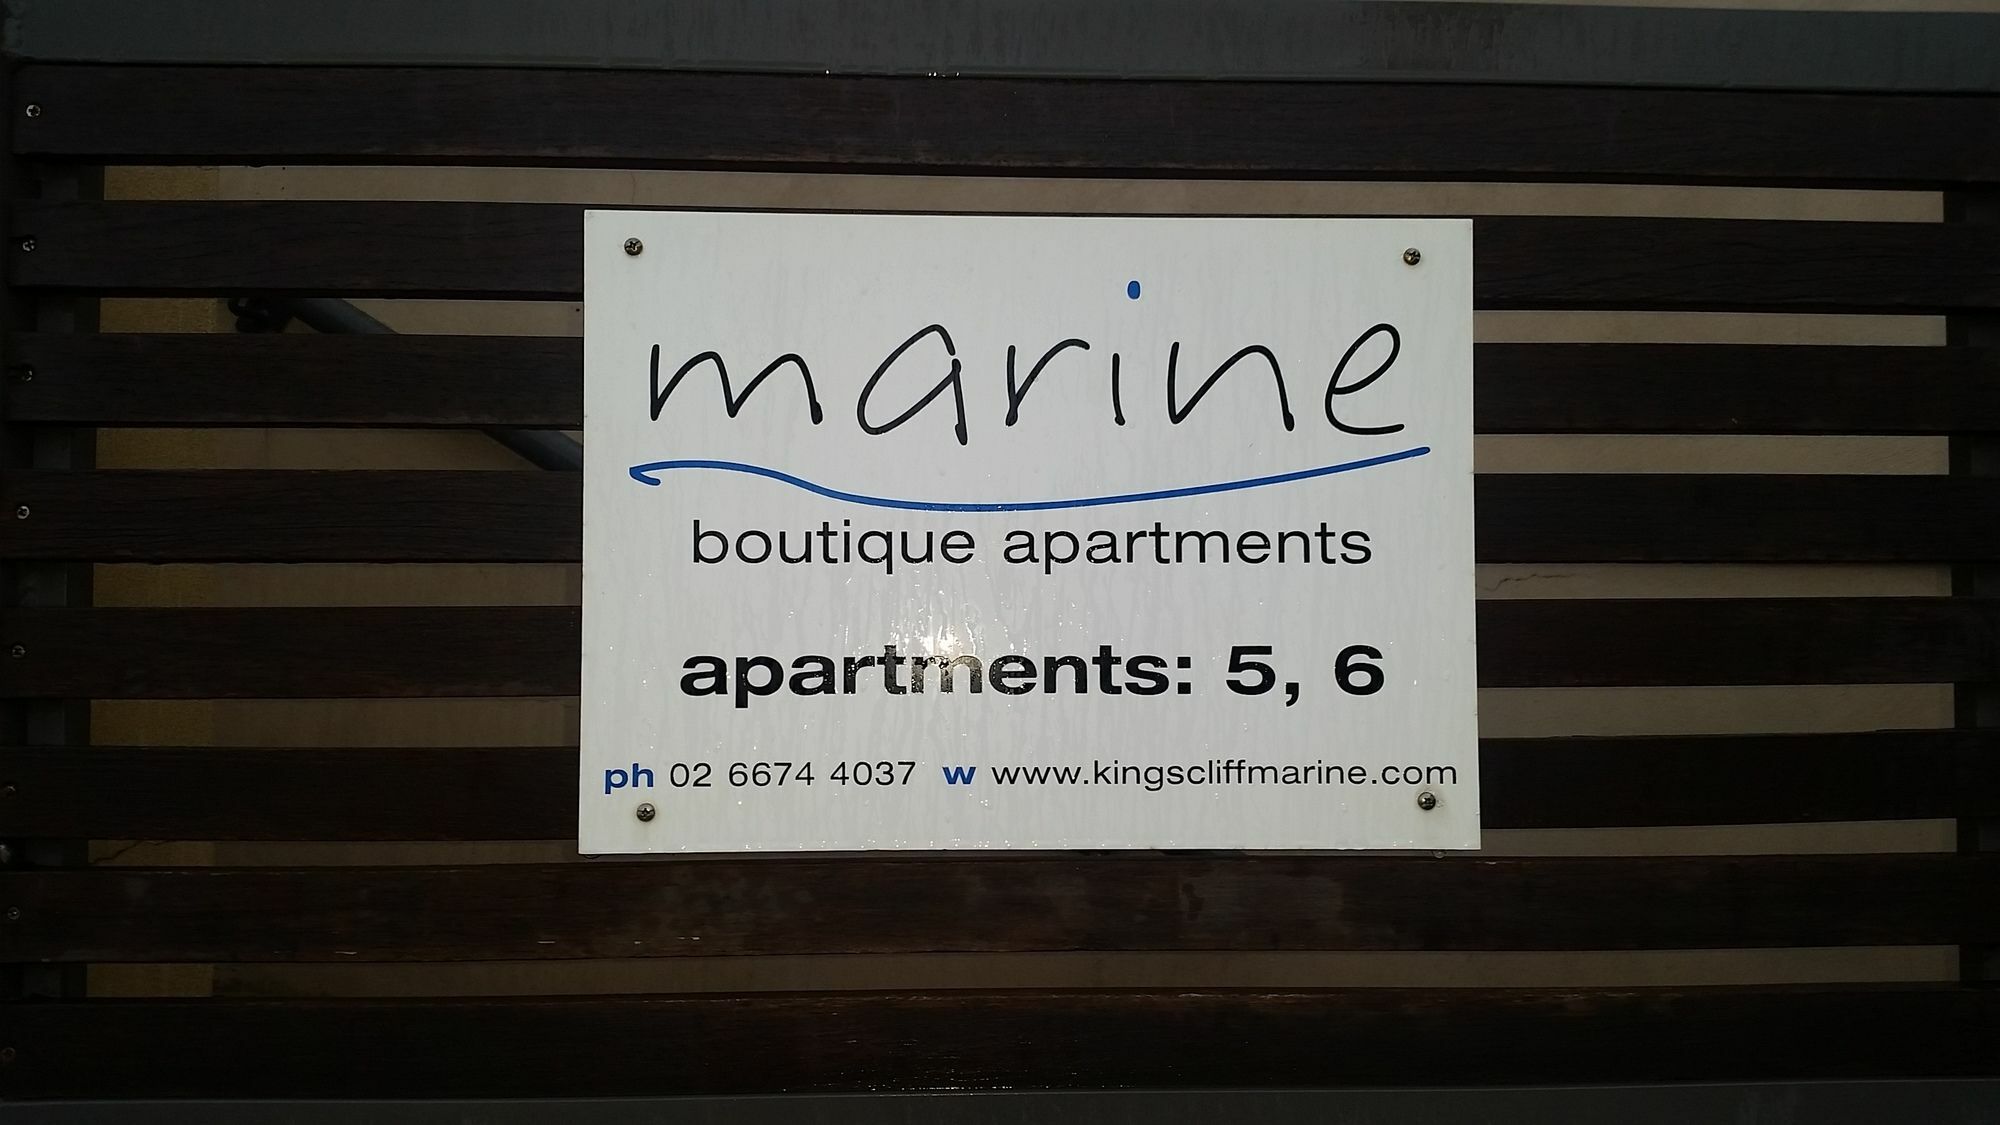 marine
boutique apartments
apartments: 5, 6
ph 02 6674 4037 w www.kingscliffmarine.com